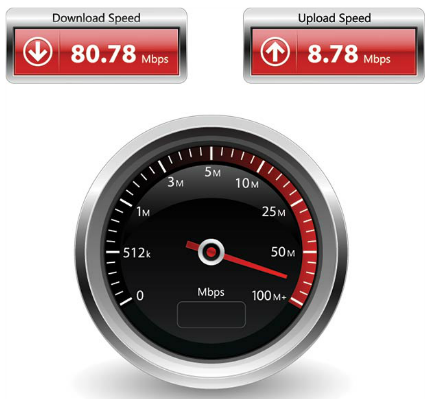 Download Speed
80.78 Mbps
Upload Speed
8.78 Mbps
5M
3M
10M
1M
25M
512k
50M
0
Mbps
100M+